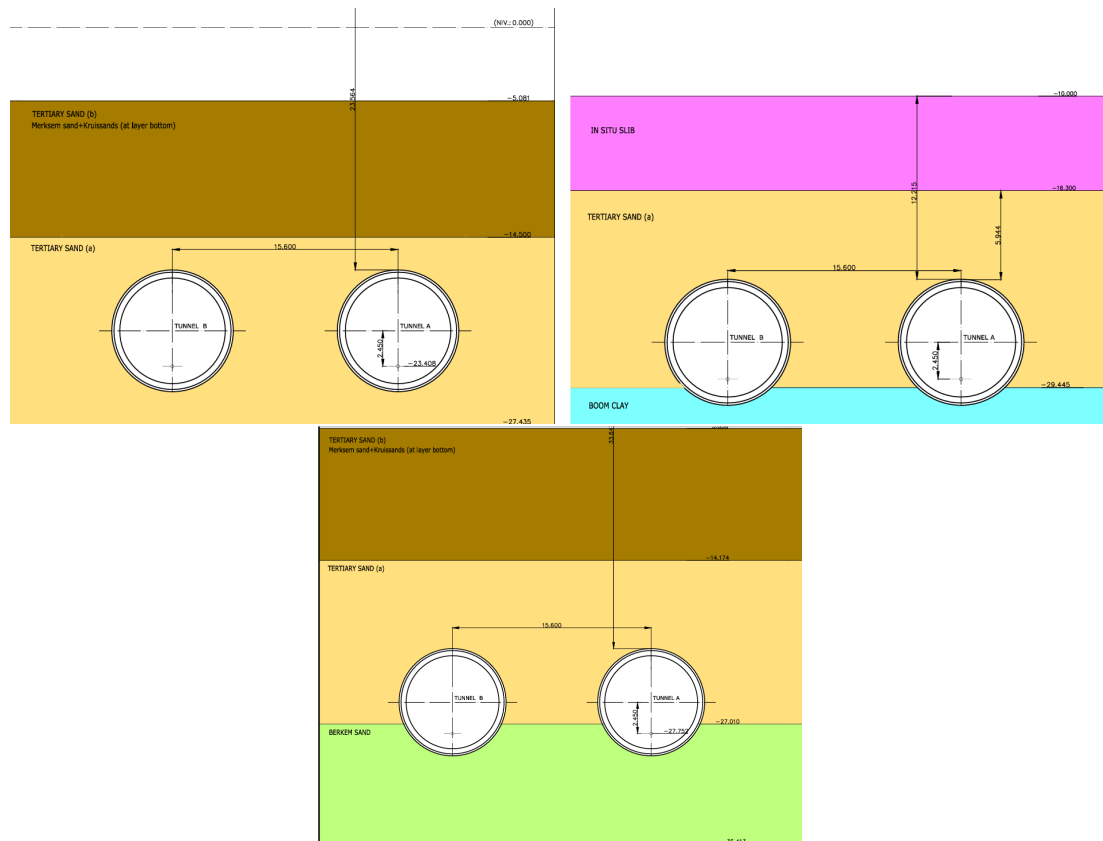 (NIV.: 0.000)
23.564
-5.081
TERTIARY SAND (b)
Merksem sand+Kruissands (at layer bottom)
-14.500
TERTIARY SAND (a)
15.600
TUNNEL B
TUNNEL A
2.450
-23.408
-27.435
-10.000
IN SITU SLIB
12.215
-16.300
TERTIARY SAND (a)
5.944
15.600
TUNNEL B
TUNNEL A
2.450
-29.445
BOOM CLAY
TERTIARY SAND (b)
Merksem sand+Kruissands (at layer bottom)
-14.174
TERTIARY SAND (a)
15.600
TUNNEL B
TUNNEL A
2.450
-27.010
BERKEM SAND
-27.752